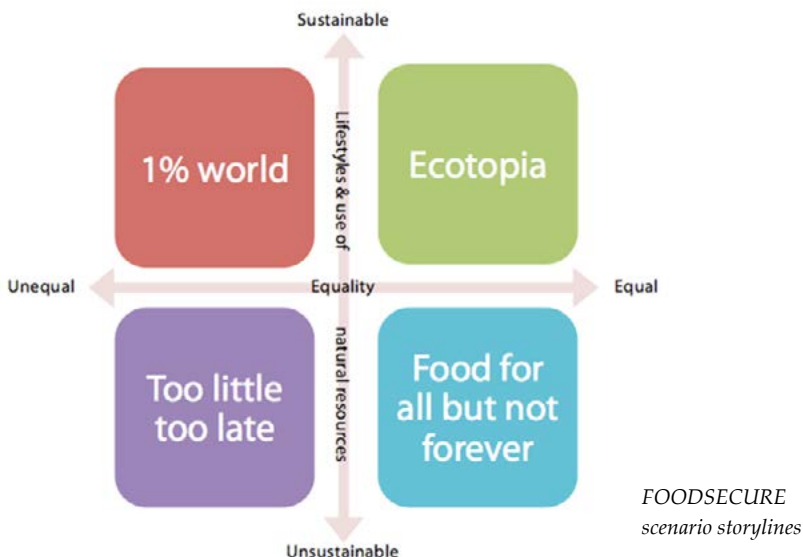 Sustainable
1% world
Lifestyles & use of
Ecotopia
Unequal
Equality
Equal
Too little
too late
natural resources
Food for
all but not
forever
FOODSECURE
scenario storylines
Unsustainable